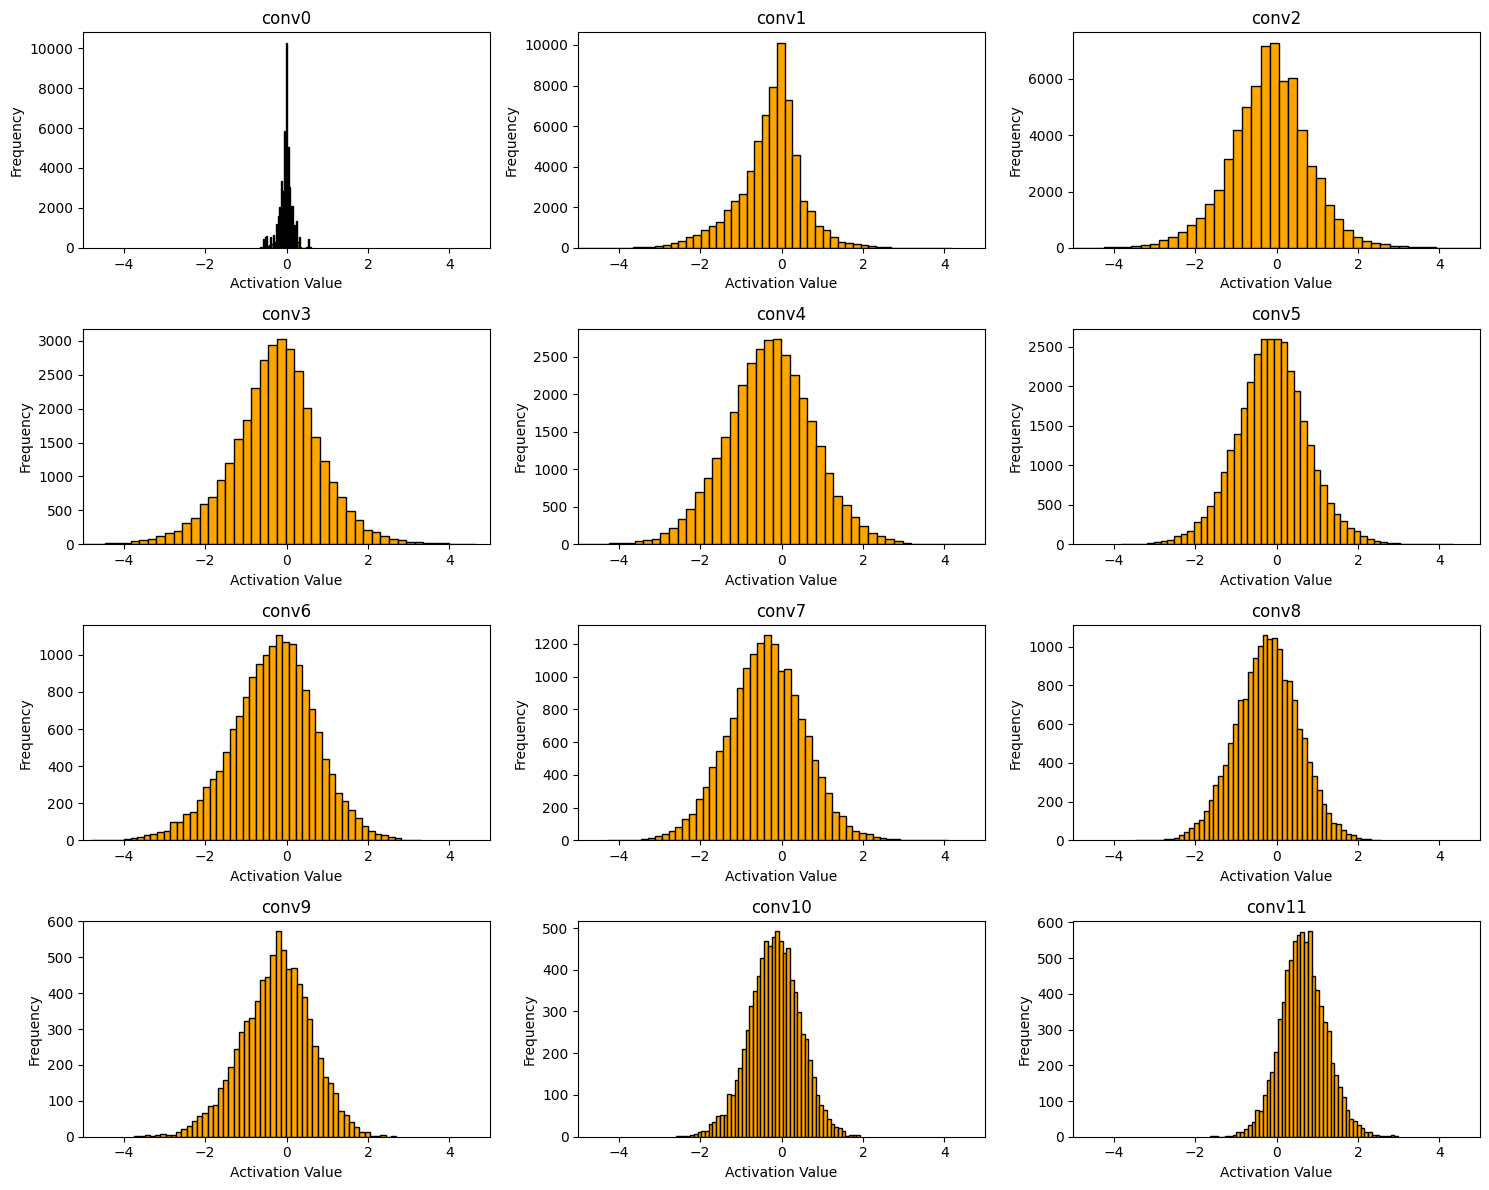 conv0
Frequency
10000
8000
6000
4000
2000
0
−4 −2 0 2 4
Activation Value
conv1
Frequency
10000
8000
6000
4000
2000
0
−4 −2 0 2 4
Activation Value
conv2
Frequency
6000
4000
2000
0
−4 −2 0 2 4
Activation Value
conv3
Frequency
3000
2500
2000
1500
1000
500
0
−4 −2 0 2 4
Activation Value
conv4
Frequency
2500
2000
1500
1000
500
0
−4 −2 0 2 4
Activation Value
conv5
Frequency
2500
2000
1500
1000
500
0
−4 −2 0 2 4
Activation Value
conv6
Frequency
1000
800
600
400
200
0
−4 −2 0 2 4
Activation Value
conv7
Frequency
1200
1000
800
600
400
200
0
−4 −2 0 2 4
Activation Value
conv8
Frequency
1000
800
600
400
200
0
−4 −2 0 2 4
Activation Value
conv9
Frequency
600
500
400
300
200
100
0
−4 −2 0 2 4
Activation Value
conv10
Frequency
500
400
300
200
100
0
−4 −2 0 2 4
Activation Value
conv11
Frequency
600
500
400
300
200
100
0
−4 −2 0 2 4
Activation Value